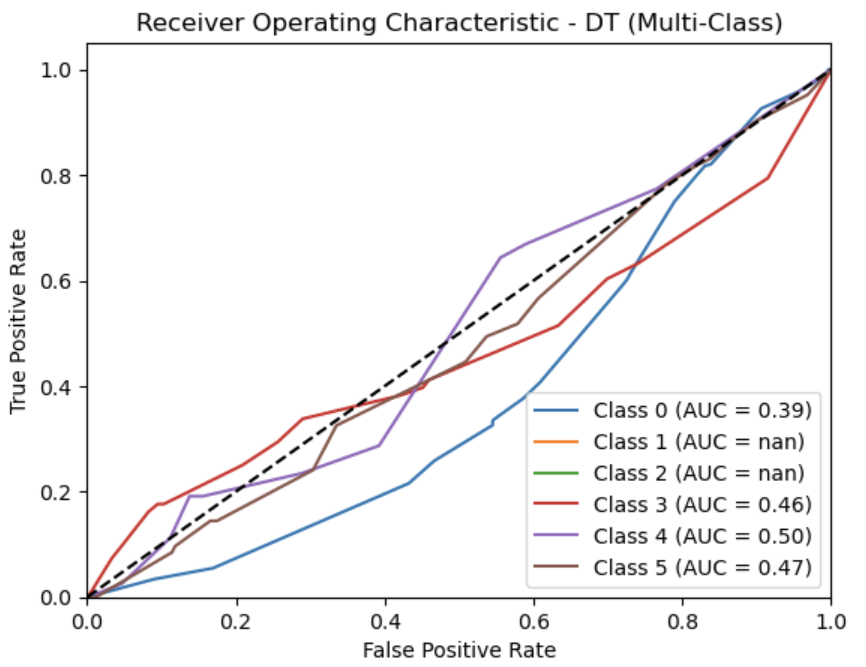 Receiver Operating Characteristic - DT (Multi-Class)
1.0
0.8
0.6
0.4
0.2
0.0
True Positive Rate
Class 0 (AUC = 0.39)
Class 1 (AUC = nan)
Class 2 (AUC = nan)
Class 3 (AUC = 0.46)
Class 4 (AUC = 0.50)
Class 5 (AUC = 0.47)
0.0 0.2 0.4 0.6 0.8 1.0
False Positive Rate